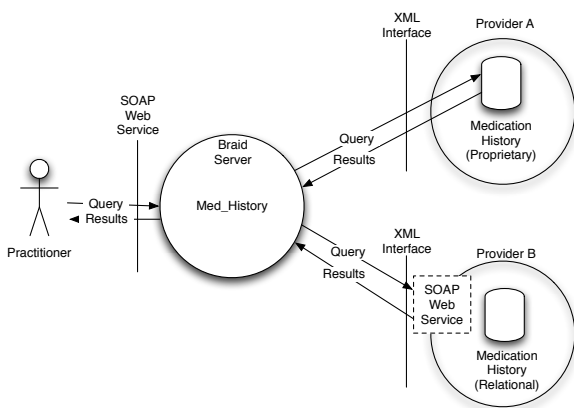 XML
Interface
Provider A
SOAP
Web
Service
Medication
History
(Proprietary)
Query
Results
Braid
Server
Med_History
Query
Results
Practitioner
XML
Interface
Provider B
Query
Results
SOAP
Web
Service
Medication
History
(Relational)